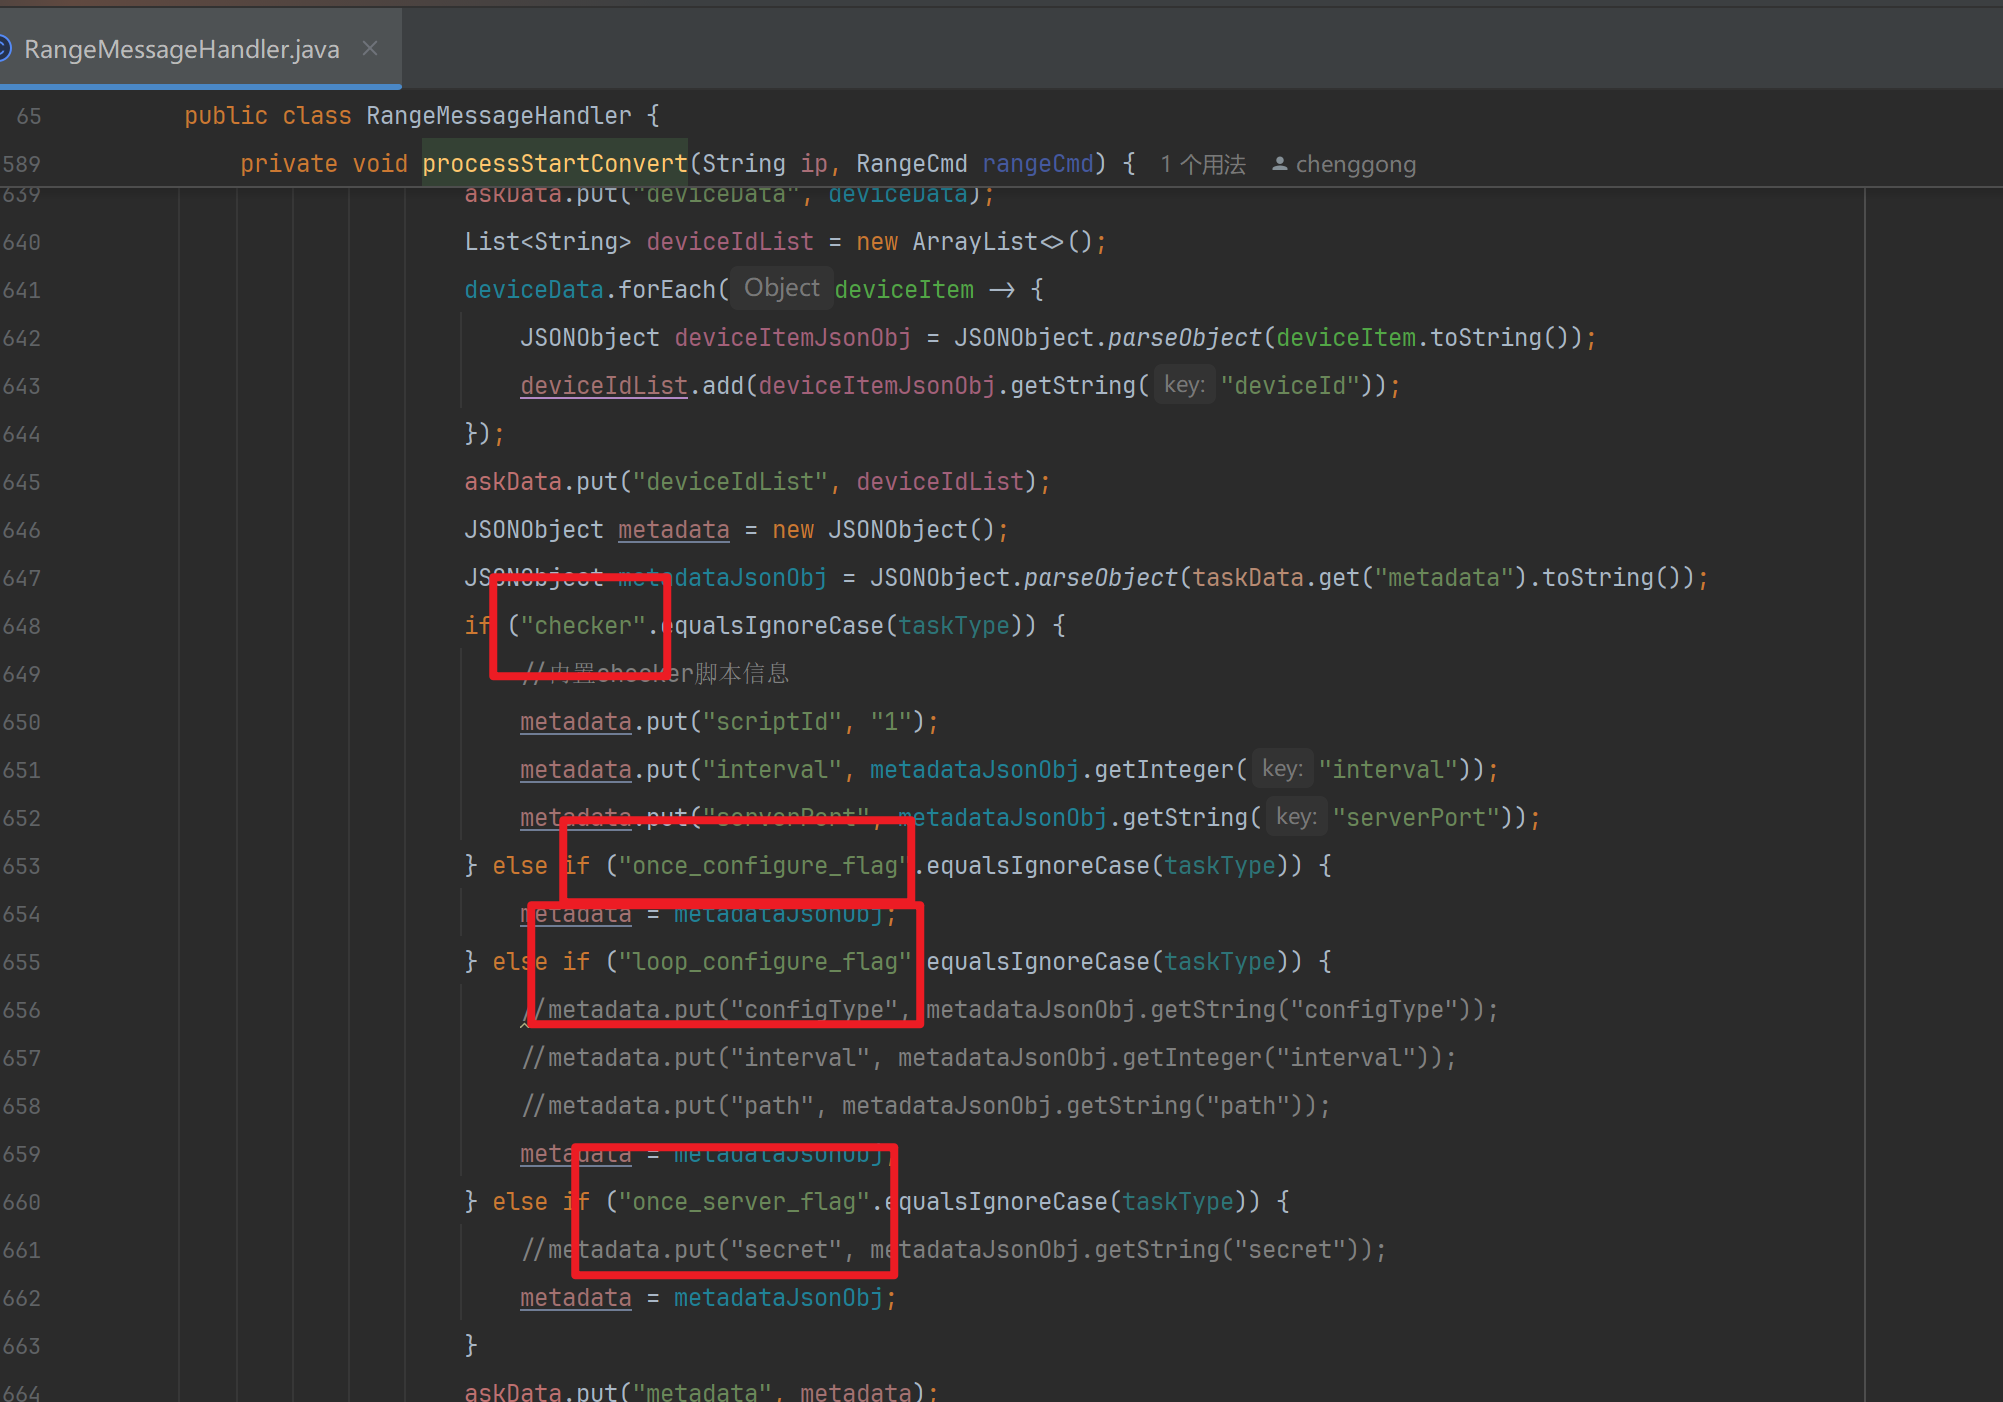 RangeMessageHandler.java
65 public class RangeMessageHandler {
589 private void processStartConvert(String ip, RangeCmd rangeCmd) { 1 个用法 chenggong
639 askData.put("deviceData", deviceData);
640 List<String> deviceIdList = new ArrayList<>();
641 deviceData.forEach( Object deviceItem -> {
642 JSONObject deviceItemJsonObj = JSONObject.parseObject(deviceItem.toString());
643 deviceIdList.add(deviceItemJsonObj.getString( key: "deviceId"));
644 });
645 askData.put("deviceIdList", deviceIdList);
646 JSONObject metadata = new JSONObject();
647 JSONObject metadataJsonObj = JSONObject.parseObject(taskData.get("metadata").toString());
648 if ("checker".equalsIgnoreCase(taskType)) {
649 //内置checker脚本信息
650 metadata.put("scriptId", "1");
651 metadata.put("interval", metadataJsonObj.getInteger( key: "interval"));
652 metadata.put("serverPort", metadataJsonObj.getString( key: "serverPort"));
653 } else if ("once_configure_flag".equalsIgnoreCase(taskType)) {
654 metadata = metadataJsonObj;
655 } else if ("loop_configure_flag".equalsIgnoreCase(taskType)) {
656 //metadata.put("configType", metadataJsonObj.getString("configType"));
657 //metadata.put("interval", metadataJsonObj.getInteger("interval"));
658 //metadata.put("path", metadataJsonObj.getString("path"));
659 metadata = metadataJsonObj;
660 } else if ("once_server_flag".equalsIgnoreCase(taskType)) {
661 //metadata.put("secret", metadataJsonObj.getString("secret"));
662 metadata = metadataJsonObj;
663 }
664 askData.put("metadata", metadata);